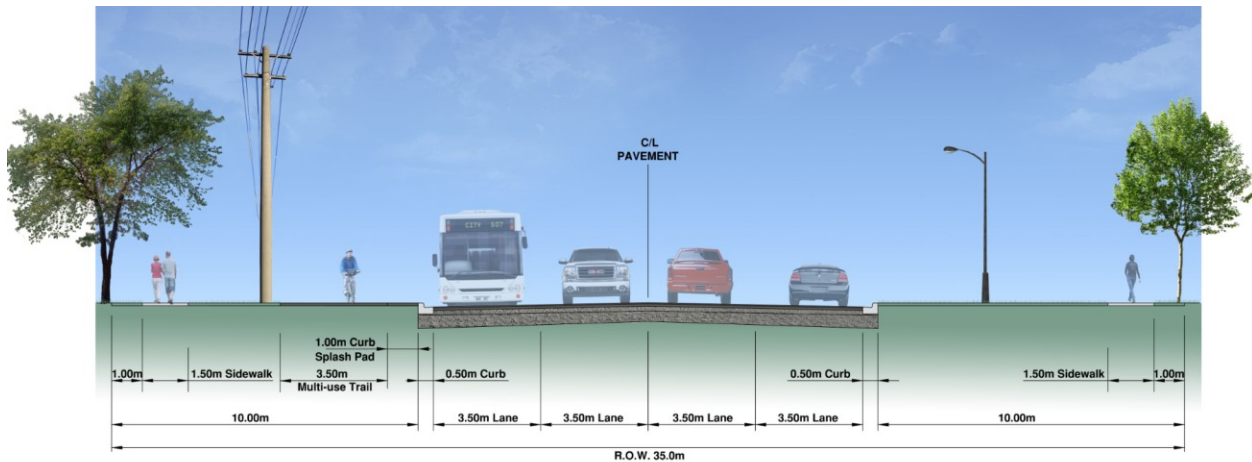 C/L
PAVEMENT
1.00m Curb
Splash Pad
1.00m
1.50m Sidewalk
3.50m
Multi-use Trail
0.50m Curb
0.50m Curb
1.50m Sidewalk
1.00m
10.00m
3.50m Lane
3.50m Lane
3.50m Lane
3.50m Lane
10.00m
R.O.W. 35.0m